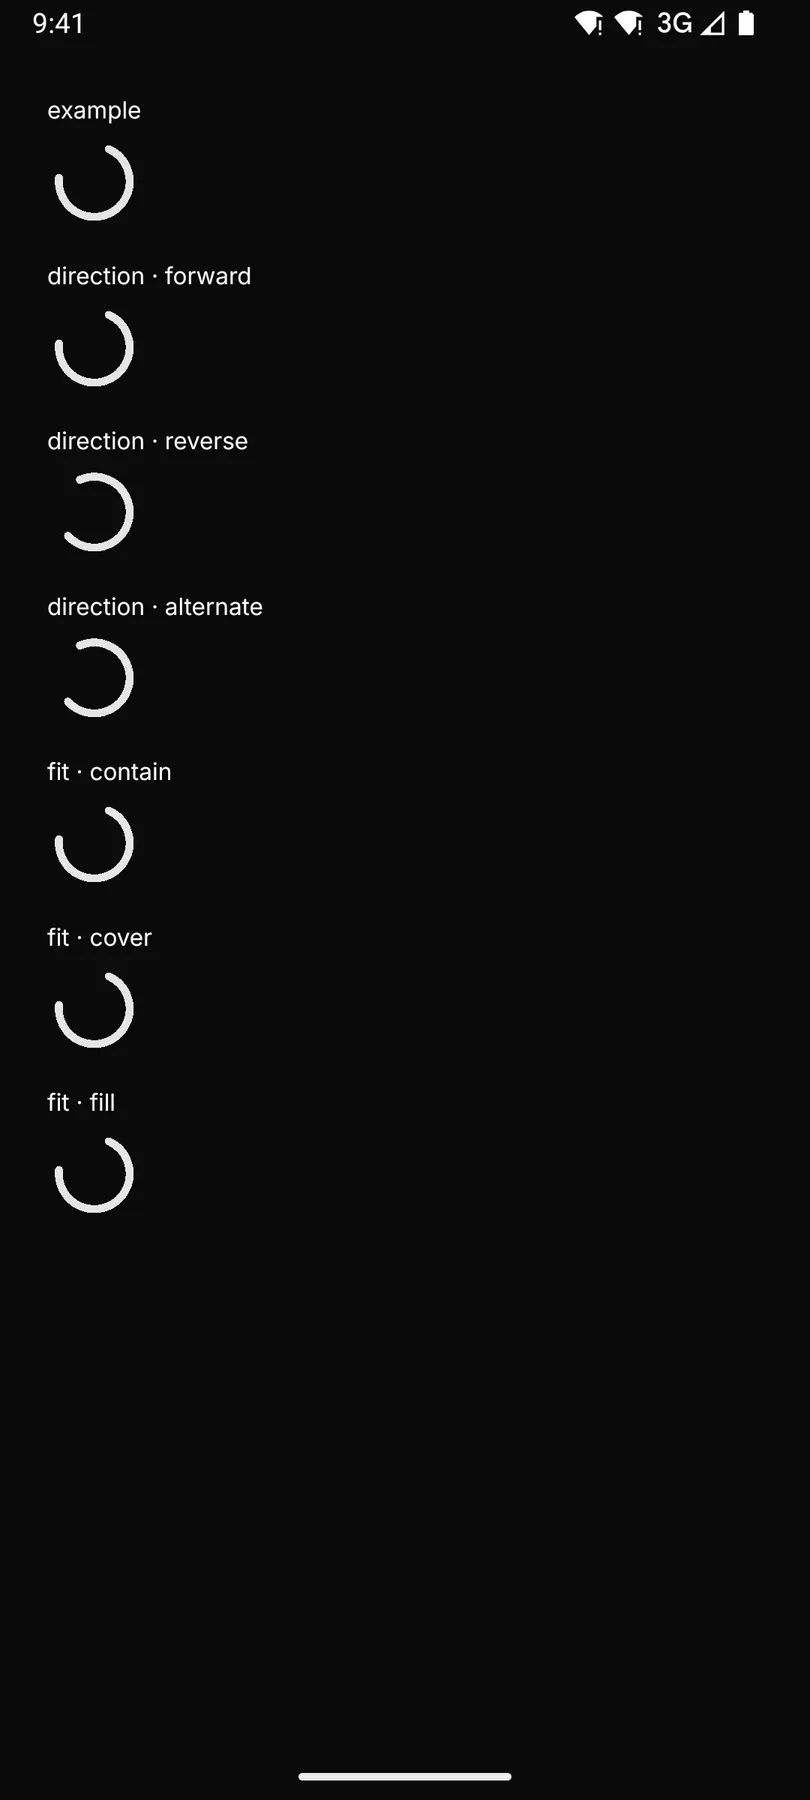 9:41
3G
example
direction · forward
direction · reverse
direction · alternate
fit · contain
fit · cover
fit · fill